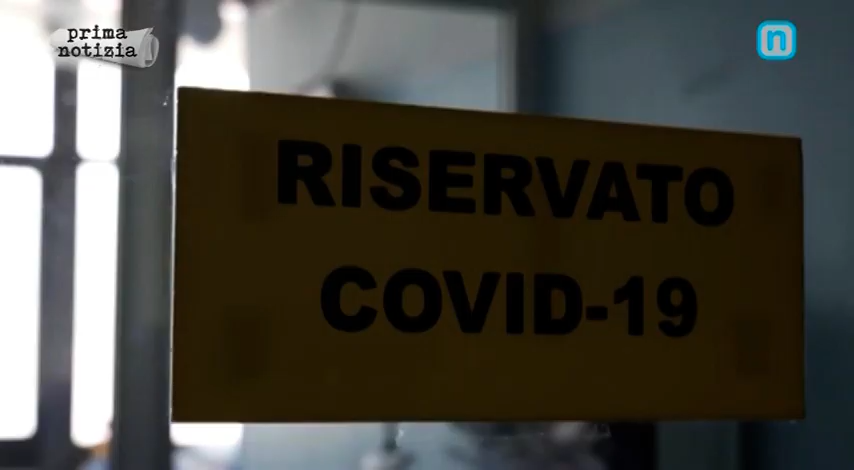 prima
notizia
n
RISERVATO
COVID-19